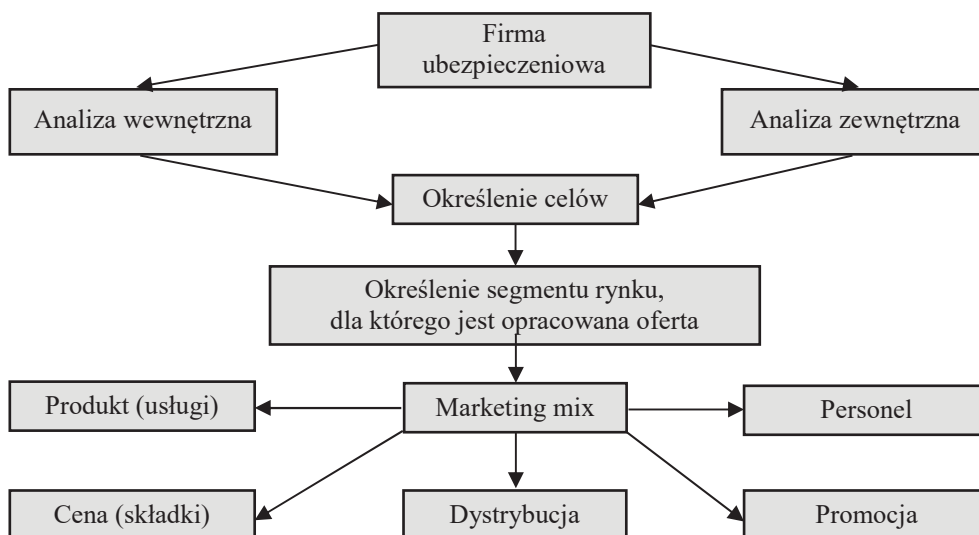 Firma
ubezpieczeniowa
Analiza wewnętrzna
Analiza zewnętrzna
Określenie celów
Określenie segmentu rynku,
dla którego jest opracowana oferta
Produkt (usługi)
Marketing mix
Personel
Cena (składki)
Dystrybucja
Promocja